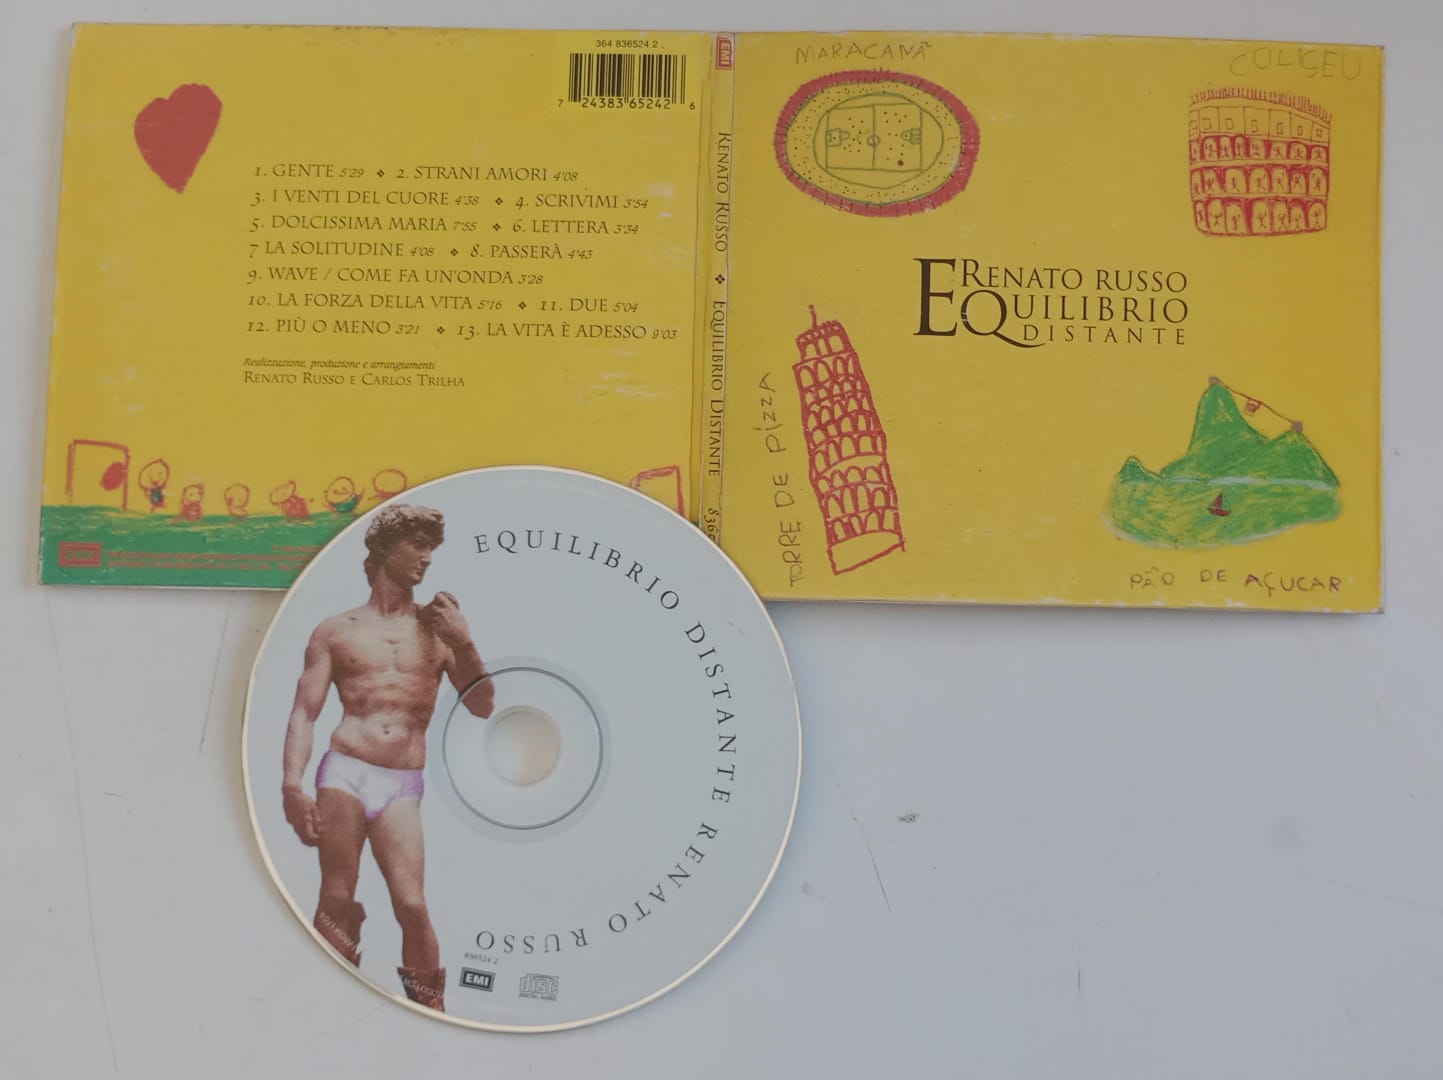 364 836524 2 .
7 24383 65242 6
1. GENTE 5'29 ❖ 2. STRANI AMORI 4'08
3. I VENTI DEL CUORE 4'38 ❖ 4. SCRIVIMI 3'54
5. DOLCISSIMA MARIA 7'55 ❖ 6. LETTERA 3'34
7 LA SOLITUDINE 4'08 ❖ 8. PASSERÀ 4'43
9. WAVE / COME FA UN'ONDA 3'28
10. LA FORZA DELLA VITA 5'16 ❖ 11. DUE 5'04
12. PIÙ O MENO 3'21 ❖ 13. LA VITA È ADESSO 9'03
Realizzazione, produzione e arrangiamenti
RENATO RUSSO E CARLOS TRILHA
EMI
EMI
RENATO RUSSO ❖ EQUILIBRIO DISTANTE
MARACANÃ
COLISEU
RENATO RUSSO
EQUILIBRIO
DISTANTE
TORRE DE PIZZA
PÃO DE AÇUCAR
EQUILIBRIO DISTANTE RENATO RUSSO
836524 2
EMI
COMPACT
disc
DIGITAL AUDIO